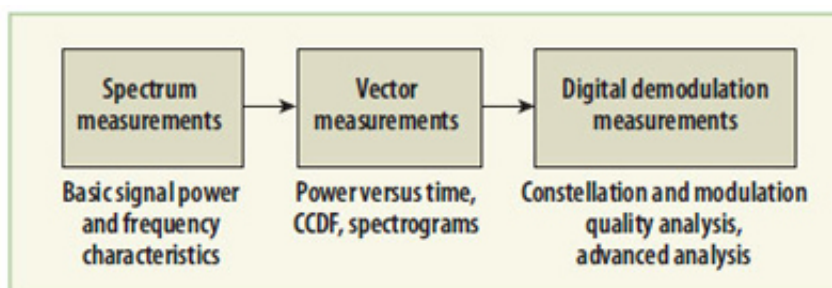 Spectrum
measurements
Vector
measurements
Digital demodulation
measurements
Basic signal power
and frequency
characteristics
Power versus time,
CCDF, spectrograms
Constellation and modulation
quality analysis,
advanced analysis